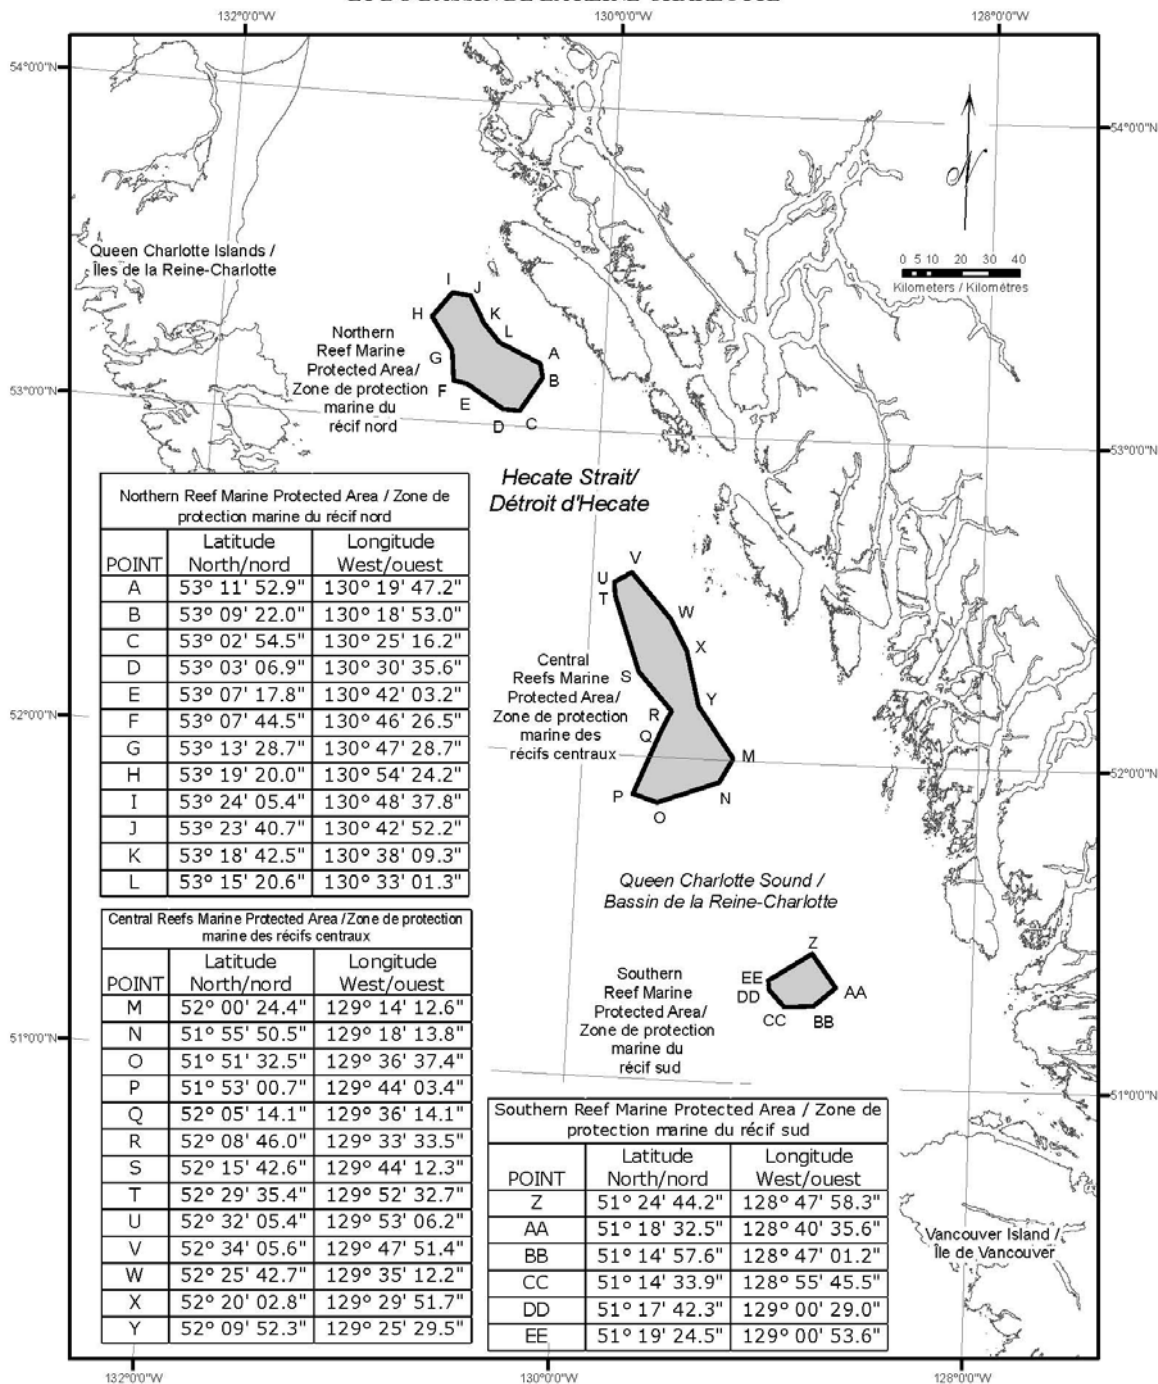 132°0'0"W 130°0'0"W 128°0'0"W
54°0'0"N
54°0'0"N
N
Queen Charlotte Islands /
Îles de la Reine-Charlotte
0 5 10 20 30 40
Kilometers / Kilométres
I
J
H
K
L
Northern
Reef Marine
Protected Area/
Zone de protection
marine du
récif nord
G
A
F
B
E
D
C
53°0'0"N
53°0'0"N
Hecate Strait/
Détroit d'Hecate
Northern Reef Marine Protected Area / Zone de
protection marine du récif nord
POINT Latitude North/nord Longitude West/ouest
A 53° 11' 52.9" 130° 19' 47.2"
B 53° 09' 22.0" 130° 18' 53.0"
C 53° 02' 54.5" 130° 25' 16.2"
D 53° 03' 06.9" 130° 30' 35.6"
E 53° 07' 17.8" 130° 42' 03.2"
F 53° 07' 44.5" 130° 46' 26.5"
G 53° 13' 28.7" 130° 47' 28.7"
H 53° 19' 20.0" 130° 54' 24.2"
I 53° 24' 05.4" 130° 48' 37.8"
J 53° 23' 40.7" 130° 42' 52.2"
K 53° 18' 42.5" 130° 38' 09.3"
L 53° 15' 20.6" 130° 33' 01.3"
V
U
T
W
X
S
Y
R
Q
M
P
N
O
Central
Reefs Marine
Protected Area/
Zone de protection
marine des
récifs centraux
52°0'0"N
52°0'0"N
Queen Charlotte Sound /
Bassin de la Reine-Charlotte
Central Reefs Marine Protected Area /Zone de protection
marine des récifs centraux
POINT Latitude North/nord Longitude West/ouest
M 52° 00' 24.4" 129° 14' 12.6"
N 51° 55' 50.5" 129° 18' 13.8"
O 51° 51' 32.5" 129° 36' 37.4"
P 51° 53' 00.7" 129° 44' 03.4"
Q 52° 05' 14.1" 129° 36' 14.1"
R 52° 08' 46.0" 129° 33' 33.5"
S 52° 15' 42.6" 129° 44' 12.3"
T 52° 29' 35.4" 129° 52' 32.7"
U 52° 32' 05.4" 129° 53' 06.2"
V 52° 34' 05.6" 129° 47' 51.4"
W 52° 25' 42.7" 129° 35' 12.2"
X 52° 20' 02.8" 129° 29' 51.7"
Y 52° 09' 52.3" 129° 25' 29.5"
Z
EE
DD
AA
CC
BB
Southern
Reef Marine
Protected Area/
Zone de protection
marine du
récif sud
51°0'0"N
51°0'0"N
Southern Reef Marine Protected Area / Zone de
protection marine du récif sud
POINT Latitude North/nord Longitude West/ouest
Z 51° 24' 44.2" 128° 47' 58.3"
AA 51° 18' 32.5" 128° 40' 35.6"
BB 51° 14' 57.6" 128° 47' 01.2"
CC 51° 14' 33.9" 128° 55' 45.5"
DD 51° 17' 42.3" 129° 00' 29.0"
EE 51° 19' 24.5" 129° 00' 53.6"
Vancouver Island /
Île de Vancouver
132°0'0"W 130°0'0"W 128°0'0"W